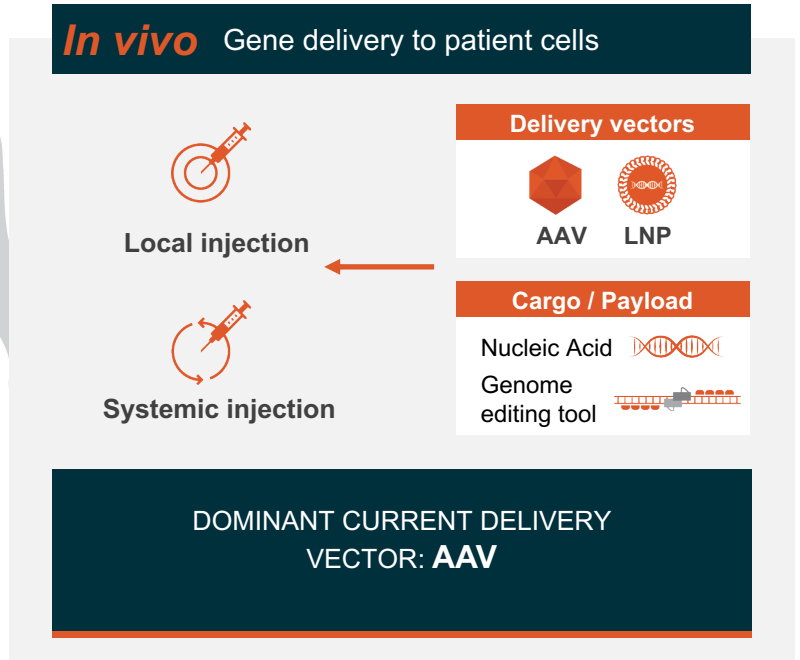 In vivo Gene delivery to patient cells
Local injection
Systemic injection
Delivery vectors
AAV LNP
Cargo / Payload
Nucleic Acid
Genome
editing tool
DOMINANT CURRENT DELIVERY
VECTOR: AAV